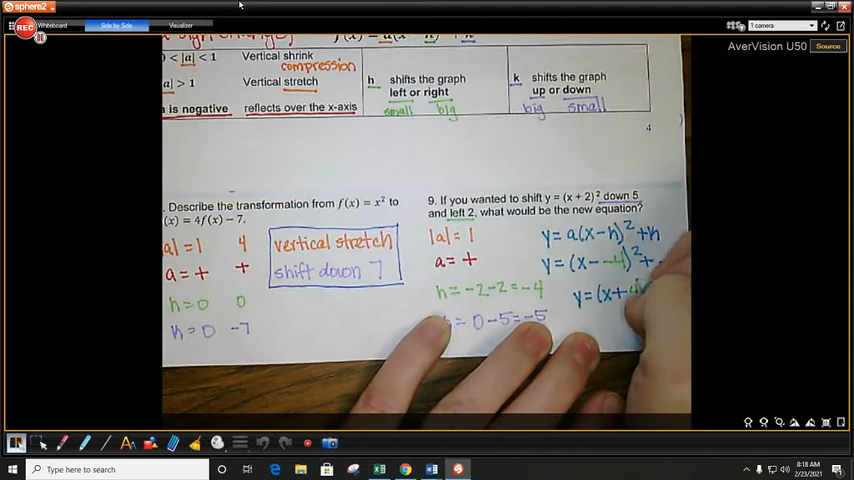 sphere2
REC
Whiteboard
Side by Side
Visualizer
1 camera
AverVision U50
Source
sign change,
< |a| < 1 Vertical shrink
compression
|a| > 1 Vertical stretch
is negative reflects over the x-axis
h shifts the graph
left or right
small big
k shifts the graph
up or down
big small
4
Describe the transformation from f(x) = x² to
(x) = 4f(x) − 7.
|a| = 1 4
a = + +
h = 0 0
k = 0 -7
vertical stretch
shift down 7
9. If you wanted to shift y = (x + 2)² down 5
and left 2, what would be the new equation?
|a| = 1
a = +
h = -2 - 2 = -4
= 0 - 5 = -5
y = a(x - h)² + k
y = (x - -4)² +
y = (x + 4
Type here to search
8:18 AM
2/23/2021